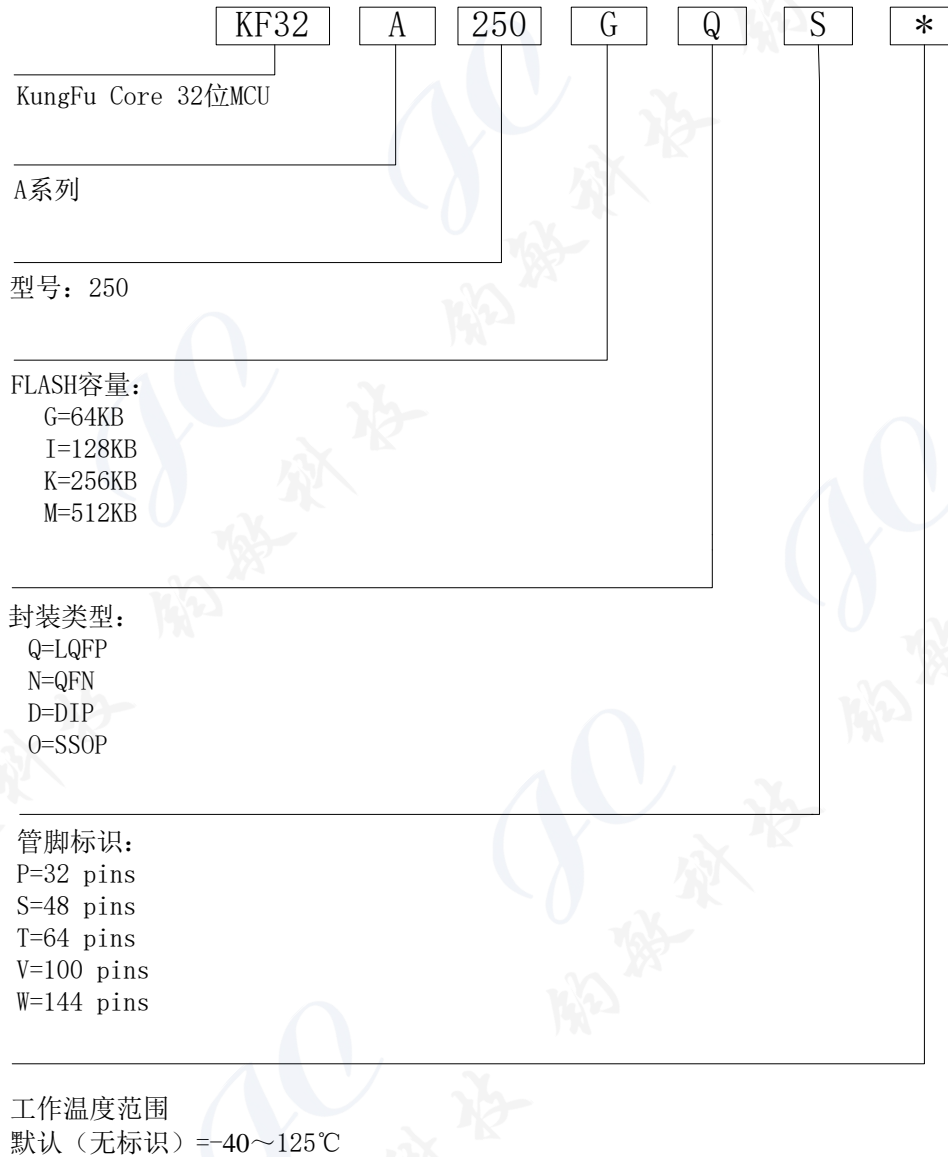 KF32 A 250 G Q S *
KungFu Core 32位MCU
A系列
型号：250
FLASH容量：
G=64KB
I=128KB
K=256KB
M=512KB
封装类型：
Q=LQFP
N=QFN
D=DIP
O=SSOP
管脚标识：
P=32 pins
S=48 pins
T=64 pins
V=100 pins
W=144 pins
工作温度范围
默认（无标识）=-40～125℃